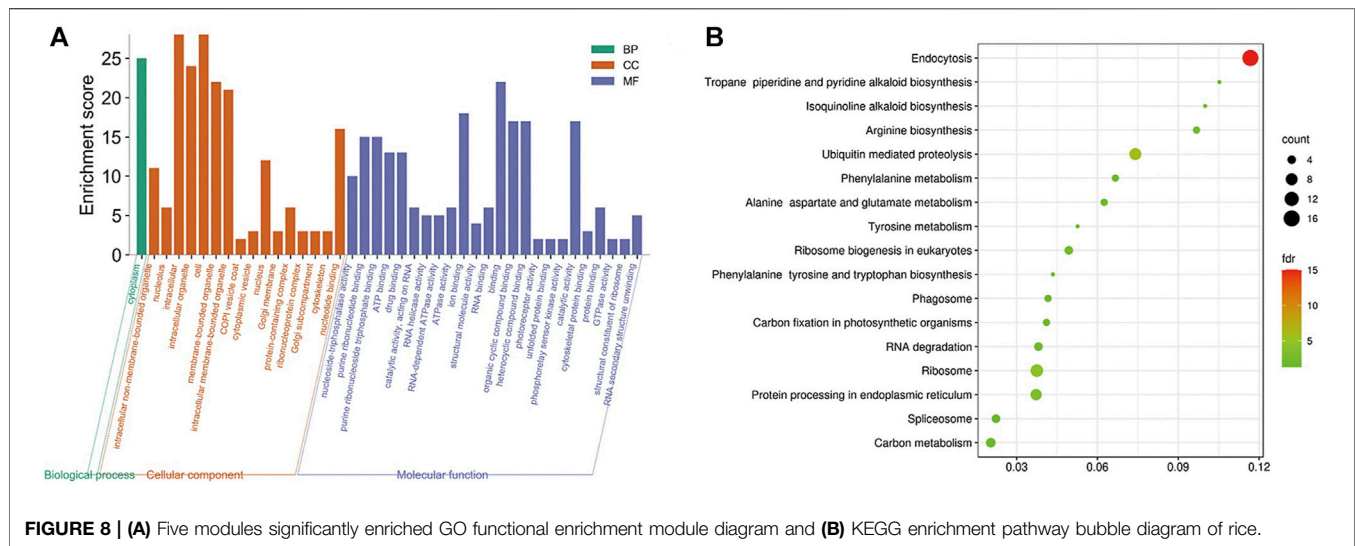 A
Enrichment score
25
20
15
10
5
0
BP
CC
MF
cytoplasm
intracellular non-membrane-bounded organelle
nucleolus
intracellular
intracellular organelle
cell
membrane-bounded organelle
intracellular membrane-bounded organelle
COPI vesicle coat
cytoplasmic vesicle
nucleus
Golgi membrane
protein-containing complex
ribonucleoprotein complex
Golgi subcompartment
cytoskeleton
nucleotide binding
nucleoside-triphosphatase activity
purine ribonucleotide binding
purine ribonucleoside triphosphate binding
ATP binding
drug binding
catalytic activity, acting on RNA
RNA helicase activity
RNA-dependent ATPase activity
ATPase activity
ion binding
structural molecule activity
RNA binding
binding
organic cyclic compound binding
heterocyclic compound binding
photoreceptor activity
unfolded protein binding
phosphorelay sensor kinase activity
catalytic activity
cytoskeletal protein binding
protein binding
GTPase activity
structural constituent of ribosome
RNA secondary structure unwinding
Biological process
Cellular component
Molecular function
B
Endocytosis
Tropane piperidine and pyridine alkaloid biosynthesis
Isoquinoline alkaloid biosynthesis
Arginine biosynthesis
Ubiquitin mediated proteolysis
Phenylalanine metabolism
Alanine aspartate and glutamate metabolism
Tyrosine metabolism
Ribosome biogenesis in eukaryotes
Phenylalanine tyrosine and tryptophan biosynthesis
Phagosome
Carbon fixation in photosynthetic organisms
RNA degradation
Ribosome
Protein processing in endoplasmic reticulum
Spliceosome
Carbon metabolism
0.03
0.06
0.09
0.12
count
4
8
12
16
fdr
15
10
5
FIGURE 8 | (A) Five modules significantly enriched GO functional enrichment module diagram and (B) KEGG enrichment pathway bubble diagram of rice.